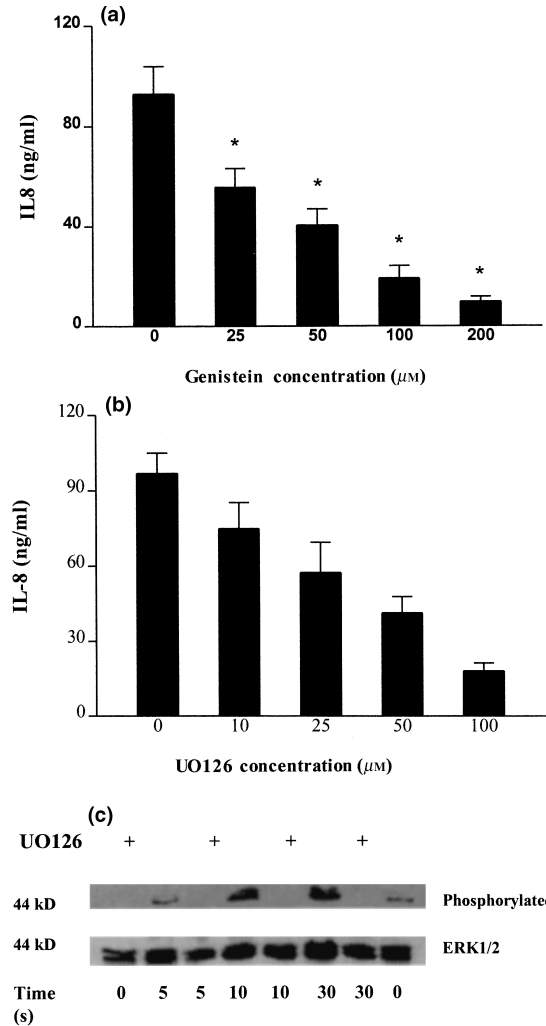 (a)
120
80
40
0
IL8 (ng/ml)
* * * *
0 25 50 100 200
Genistein concentration (μM)
(b)
120
90
60
30
0
IL-8 (ng/ml)
0 10 25 50 100
UO126 concentration (μM)
(c)
UO126 + + + +
44 kD Phosphorylated
44 kD ERK1/2
Time 0 5 5 10 10 30 30 0
(s)